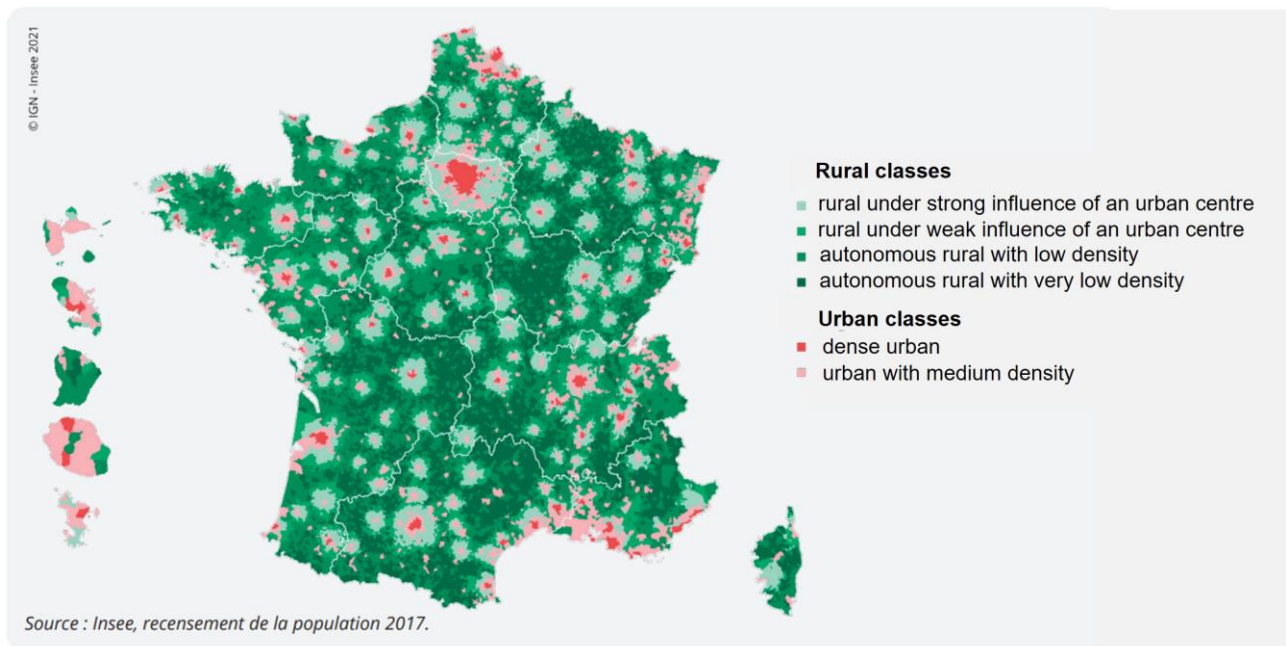 © IGN - Insee 2021
Rural classes
rural under strong influence of an urban centre
rural under weak influence of an urban centre
autonomous rural with low density
autonomous rural with very low density
Urban classes
dense urban
urban with medium density
Source : Insee, recensement de la population 2017.